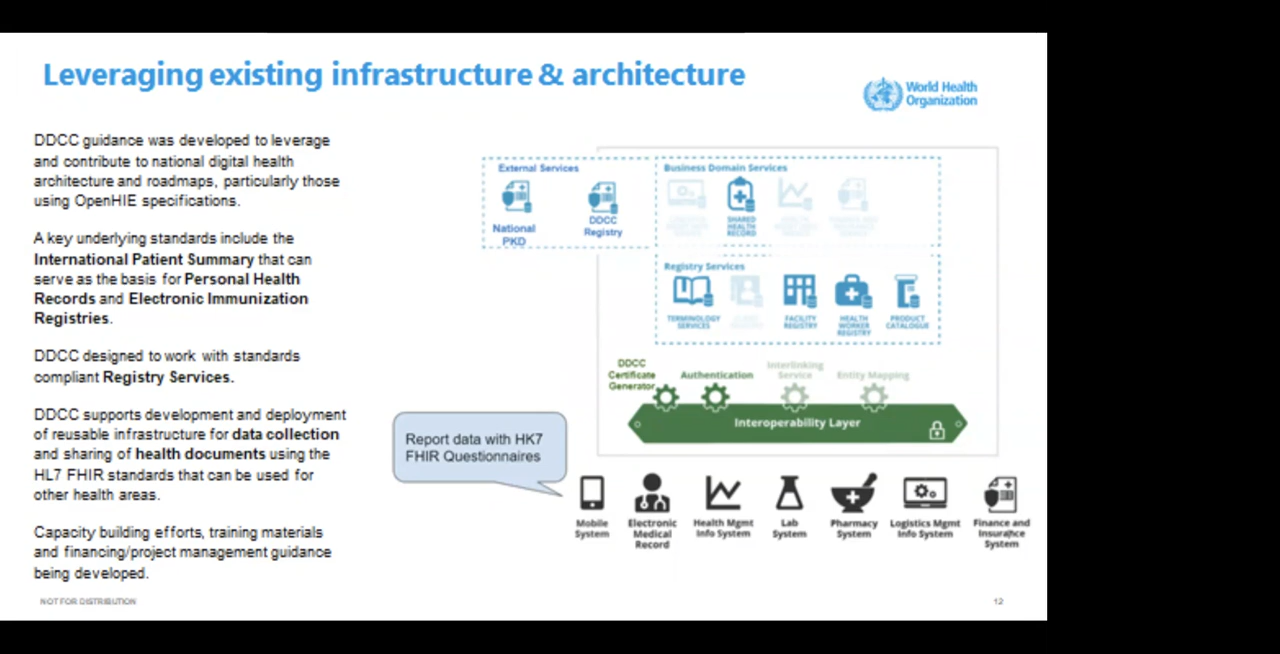 Leveraging existing infrastructure & architecture
World Health
Organization
DDCC guidance was developed to leverage
and contribute to national digital health
architecture and roadmaps, particularly those
using OpenHIE specifications.
A key underlying standards include the
International Patient Summary that can
serve as the basis for Personal Health
Records and Electronic Immunization
Registries.
DDCC designed to work with standards
compliant Registry Services.
DDCC supports development and deployment
of reusable infrastructure for data collection
and sharing of health documents using the
HL7 FHIR standards that can be used for
other health areas.
Capacity building efforts, training materials
and financing/project management guidance
being developed.
External Services
National
PKD
DDCC
Registry
Business Domain Services
SHARED
HEALTH
RECORD
Registry Services
TERMINOLOGY
SERVICES
FACILITY
REGISTRY
HEALTH
WORKER
REGISTRY
PRODUCT
CATALOGUE
DDCC
Certificate
Generator
Authentication
Interlinking
Service
Entity Mapping
Interoperability Layer
Report data with HK7
FHIR Questionnaires
Mobile
System
Electronic
Medical
Record
Health Mgmt
Info System
Lab
System
Pharmacy
System
Logistics Mgmt
Info System
Finance and
Insurance
System
NOT FOR DISTRIBUTION
12